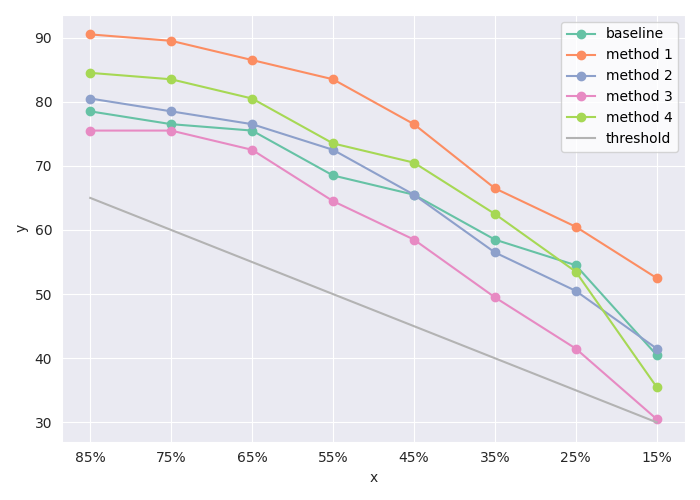 baseline
method 1
method 2
method 3
method 4
threshold
y
90
80
70
60
50
40
30
85% 75% 65% 55% 45% 35% 25% 15%
x